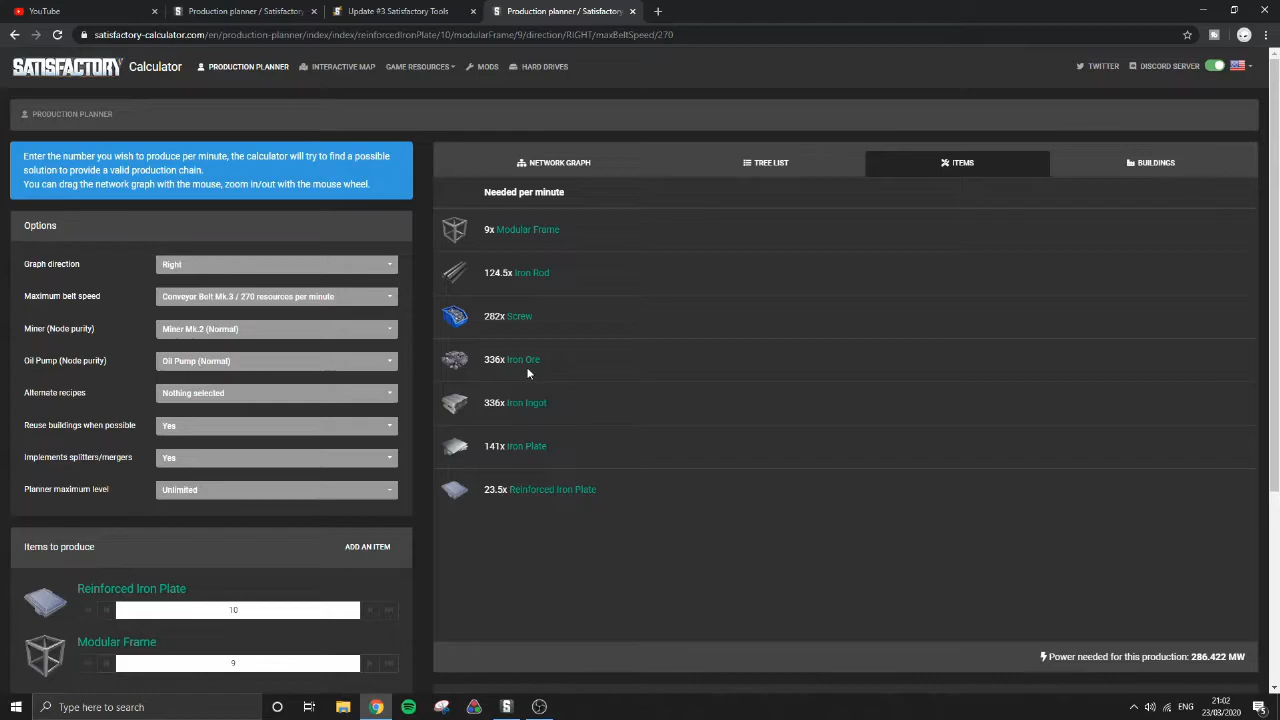 YouTube
Production planner / Satisfactory
Update #3 Satisfactory Tools
Production planner / Satisfactory
satisfactory-calculator.com/en/production-planner/index/index/reinforcedIronPlate/10/modularFrame/9/direction/RIGHT/maxBeltSpeed/270
SATISFACTORY Calculator
PRODUCTION PLANNER
INTERACTIVE MAP
GAME RESOURCES
MODS
HARD DRIVES
TWITTER
DISCORD SERVER
PRODUCTION PLANNER
Enter the number you wish to produce per minute, the calculator will try to find a possible
solution to provide a valid production chain.
You can drag the network graph with the mouse, zoom in/out with the mouse wheel.
Options
Graph direction
Right
Maximum belt speed
Conveyor Belt Mk.3 / 270 resources per minute
Miner (Node purity)
Miner Mk.2 (Normal)
Oil Pump (Node purity)
Oil Pump (Normal)
Alternate recipes
Nothing selected
Reuse buildings when possible
Yes
Implements splitters/mergers
Yes
Planner maximum level
Unlimited
Items to produce
ADD AN ITEM
Reinforced Iron Plate
10
Modular Frame
9
NETWORK GRAPH
TREE LIST
ITEMS
BUILDINGS
Needed per minute
9x Modular Frame
124.5x Iron Rod
282x Screw
336x Iron Ore
336x Iron Ingot
141x Iron Plate
23.5x Reinforced Iron Plate
Power needed for this production: 286.422 MW
Type here to search
ENG
21:02
23/08/2020